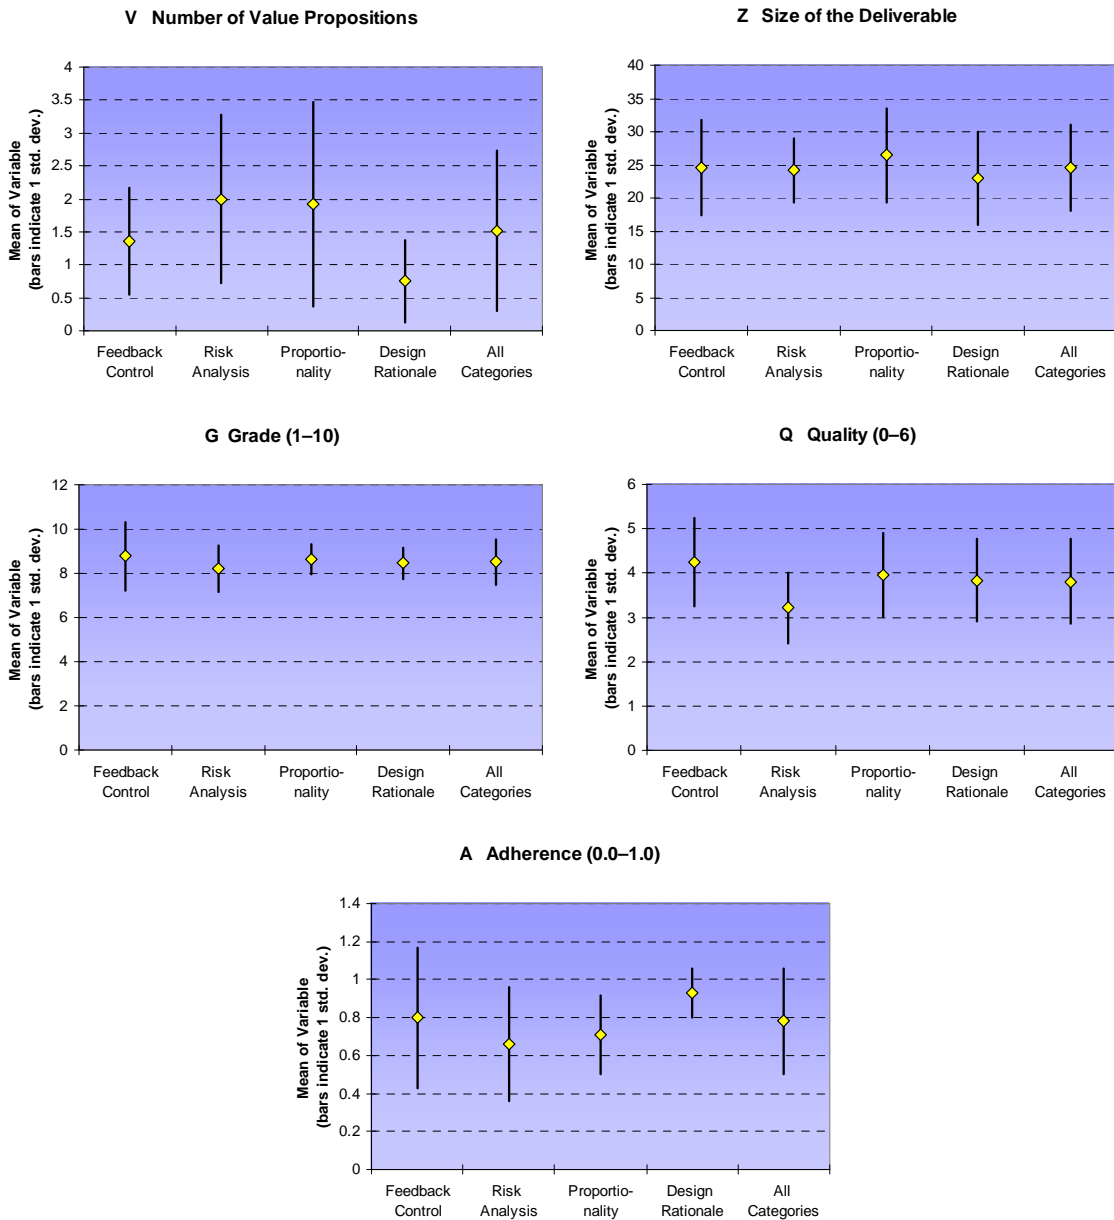 V Number of Value Propositions
Mean of Variable
(bars indicate 1 std. dev.)
4
3.5
3
2.5
2
1.5
1
0.5
0
Feedback Control
Risk Analysis
Proportio- nality
Design Rationale
All Categories
Z Size of the Deliverable
Mean of Variable
(bars indicate 1 std. dev.)
40
35
30
25
20
15
10
5
0
Feedback Control
Risk Analysis
Proportio- nality
Design Rationale
All Categories
G Grade (1–10)
Mean of Variable
(bars indicate 1 std. dev.)
12
10
8
6
4
2
0
Feedback Control
Risk Analysis
Proportio- nality
Design Rationale
All Categories
Q Quality (0–6)
Mean of Variable
(bars indicate 1 std. dev.)
6
5
4
3
2
1
0
Feedback Control
Risk Analysis
Proportio- nality
Design Rationale
All Categories
A Adherence (0.0–1.0)
Mean of Variable
(bars indicate 1 std. dev.)
1.4
1.2
1
0.8
0.6
0.4
0.2
0
Feedback Control
Risk Analysis
Proportio- nality
Design Rationale
All Categories